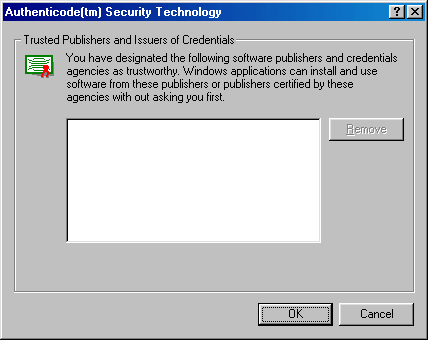 Authenticode(tm) Security Technology
Trusted Publishers and Issuers of Credentials
You have designated the following software publishers and credentials
agencies as trustworthy. Windows applications can install and use
software from these publishers or publishers certified by these
agencies with out asking you first.
Remove
OK
Cancel